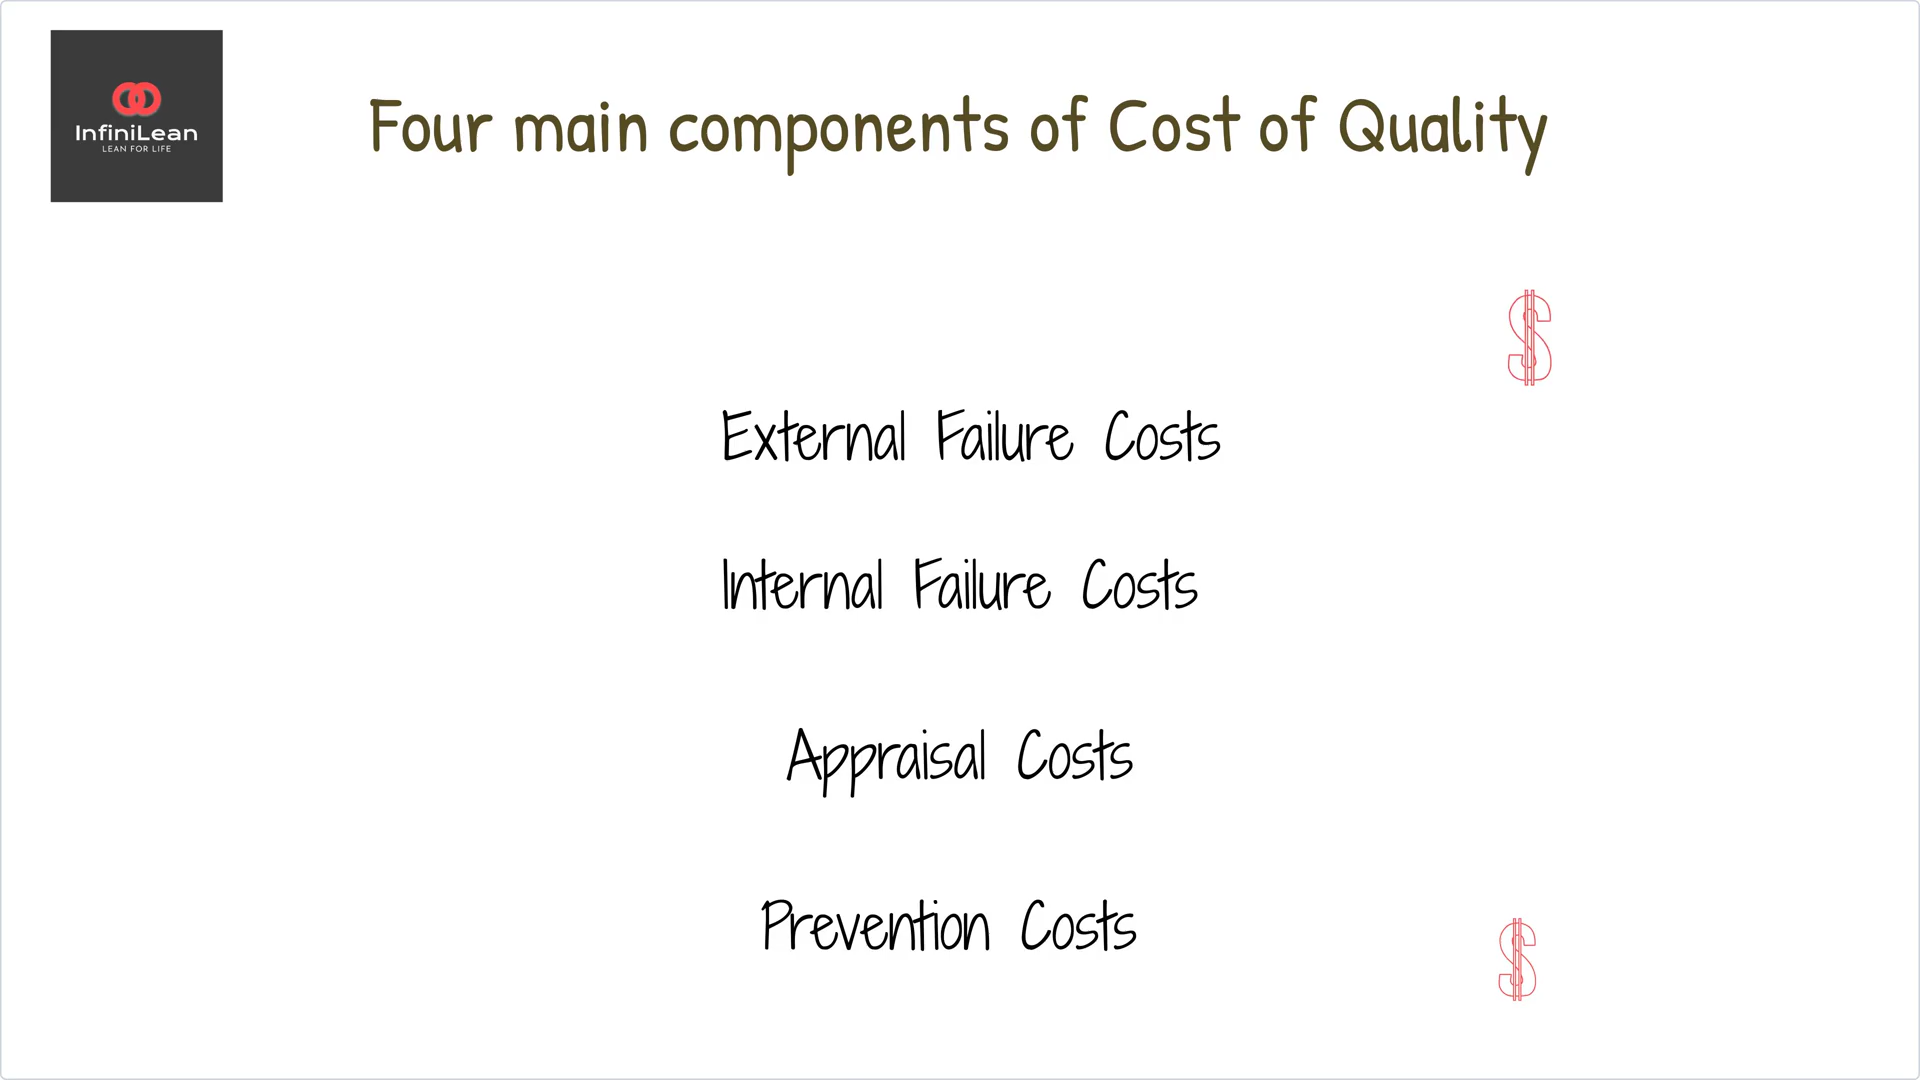 InfiniLean
LEAN FOR LIFE
Four main components of Cost of Quality
$
External Failure Costs
Internal Failure Costs
Appraisal Costs
Prevention Costs
$